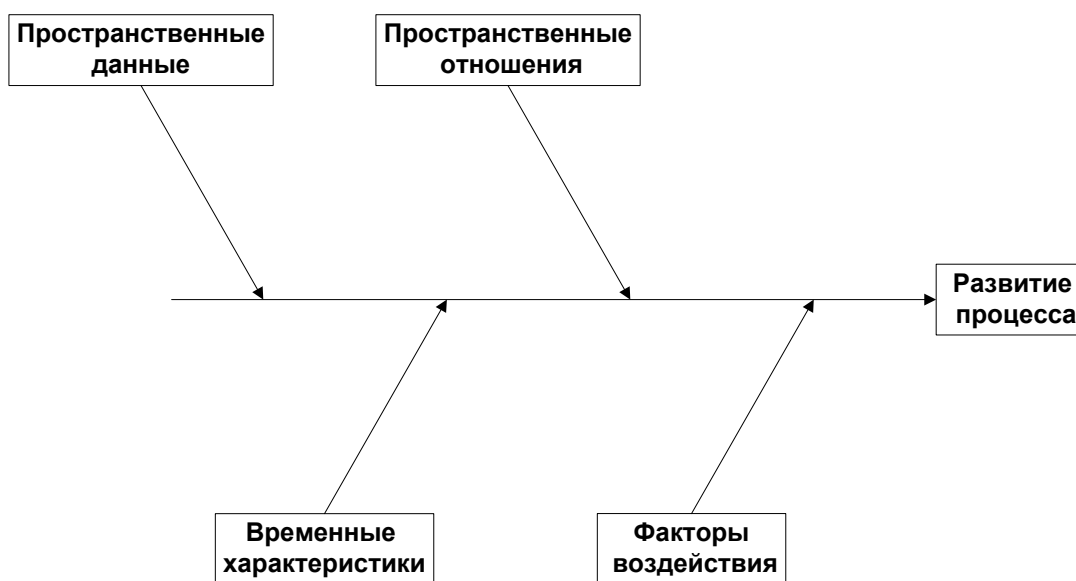 Пространственные
данные
Пространственные
отношения
Развитие
процесса
Временные
характеристики
Факторы
воздействия